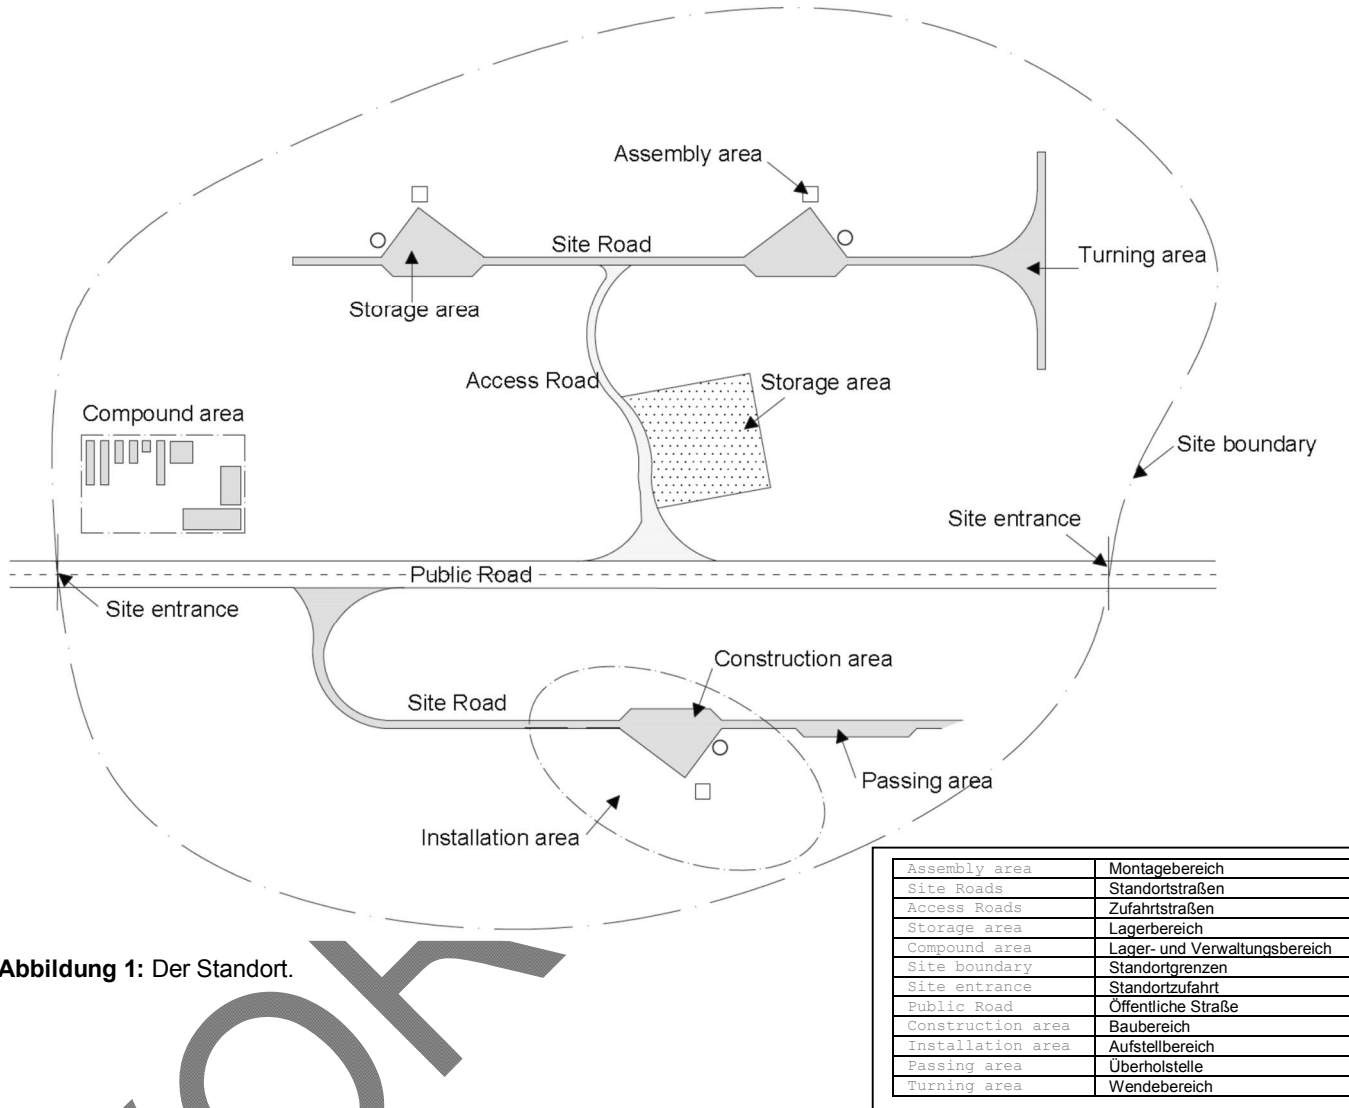 Assembly area
Site Road
Turning area
Storage area
Access Road
Storage area
Compound area
Site boundary
Site entrance
Public Road
Site entrance
Construction area
Site Road
Passing area
Installation area
Assembly area Montagebereich
Site Roads Standortstraßen
Access Roads Zufahrtstraßen
Storage area Lagerbereich
Compound area Lager- und Verwaltungsbereich
Site boundary Standortgrenzen
Site entrance Standortzufahrt
Public Road Öffentliche Straße
Construction area Baubereich
Installation area Aufstellbereich
Passing area Überholstelle
Turning area Wendebereich
Abbildung 1: Der Standort.